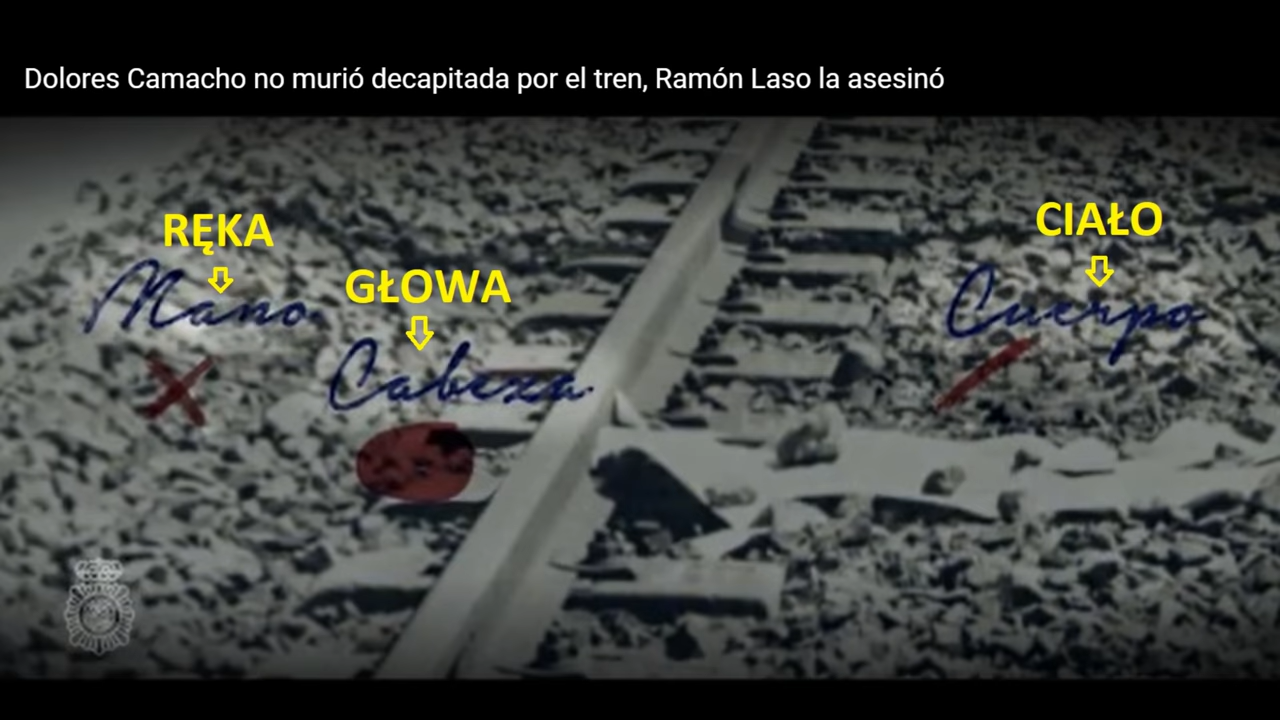 Dolores Camacho no murió decapitada por el tren, Ramón Laso la asesinó
RĘKA
CIAŁO
GŁOWA
Mano
Cuerpo
Cabeza